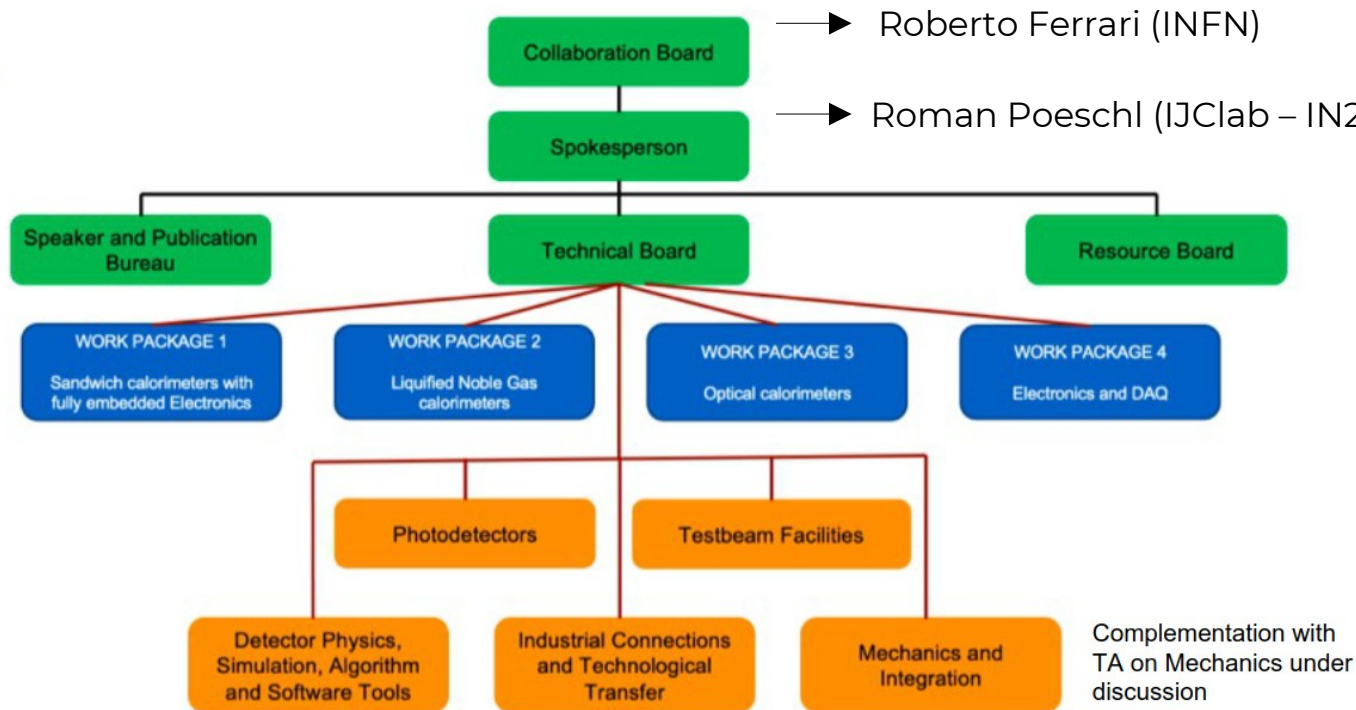 Collaboration Board
Roberto Ferrari (INFN)
Spokesperson
Roman Poeschl (IJClab – IN2
Speaker and Publication
Bureau
Technical Board
Resource Board
WORK PACKAGE 1
Sandwich calorimeters with
fully embedded Electronics
WORK PACKAGE 2
Liquified Noble Gas
calorimeters
WORK PACKAGE 3
Optical calorimeters
WORK PACKAGE 4
Electronics and DAQ
Photodetectors
Testbeam Facilities
Detector Physics,
Simulation, Algorithm
and Software Tools
Industrial Connections
and Technological
Transfer
Mechanics and
Integration
Complementation with
TA on Mechanics under
discussion